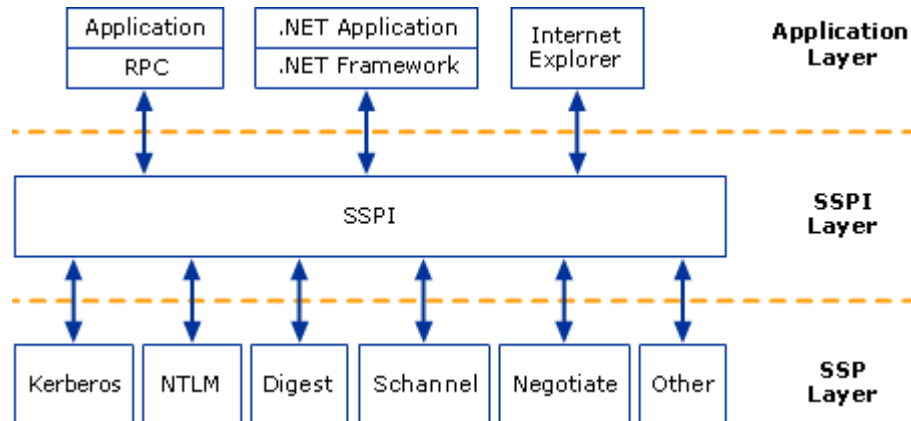 Application
RPC
.NET Application
.NET Framework
Internet
Explorer
Application
Layer
SSPI
SSPI
Layer
Kerberos
NTLM
Digest
Schannel
Negotiate
Other
SSP
Layer